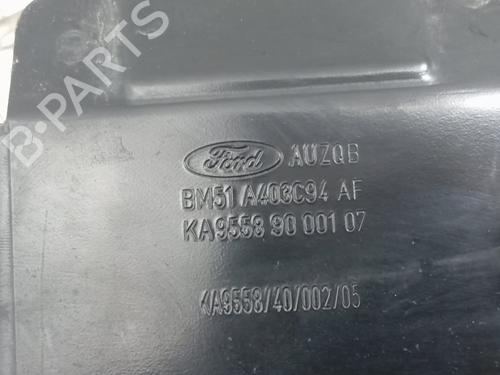 B-PARTS
Ford AUZQB
BM51 A403C94 AF
KA9558 90 001 07
KA9558/40/002/05